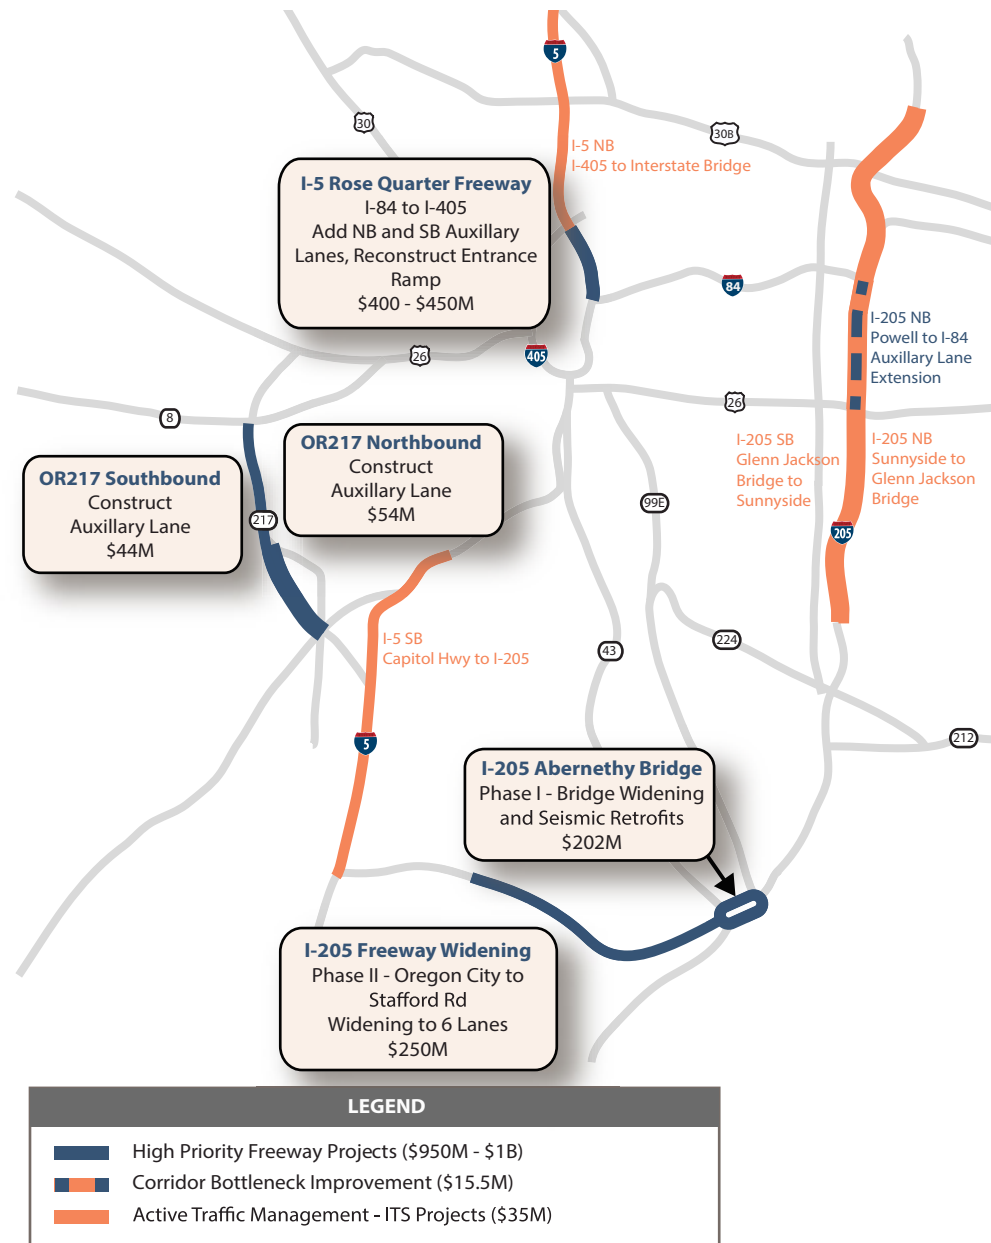 5
30
30B
I-5 NB
I-405 to Interstate Bridge
I-5 Rose Quarter Freeway
I-84 to I-405
Add NB and SB Auxillary
Lanes, Reconstruct Entrance
Ramp
$400 - $450M
84
I-205 NB
Powell to I-84
Auxillary Lane
Extension
26
405
26
8
OR217 Northbound
Construct
Auxillary Lane
$54M
OR217 Southbound
Construct
Auxillary Lane
$44M
217
I-205 SB
Glenn Jackson
Bridge to
Sunnyside
I-205 NB
Sunnyside to
Glenn Jackson
Bridge
99E
205
I-5 SB
Capitol Hwy to I-205
43
224
5
212
I-205 Abernethy Bridge
Phase I - Bridge Widening
and Seismic Retrofits
$202M
I-205 Freeway Widening
Phase II - Oregon City to
Stafford Rd
Widening to 6 Lanes
$250M
LEGEND
High Priority Freeway Projects ($950M - $1B)
Corridor Bottleneck Improvement ($15.5M)
Active Traffic Management - ITS Projects ($35M)